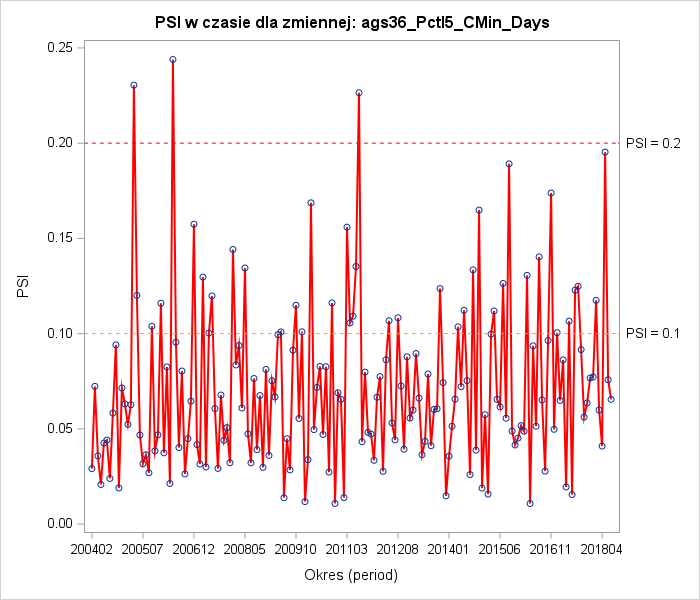 PSI w czasie dla zmiennej: ags36_Pctl5_CMin_Days
0.25
0.20
0.15
0.10
0.05
0.00
PSI
PSI = 0.2
PSI = 0.1
200402 200507 200612 200805 200910 201103 201208 201401 201506 201611 201804
Okres (period)